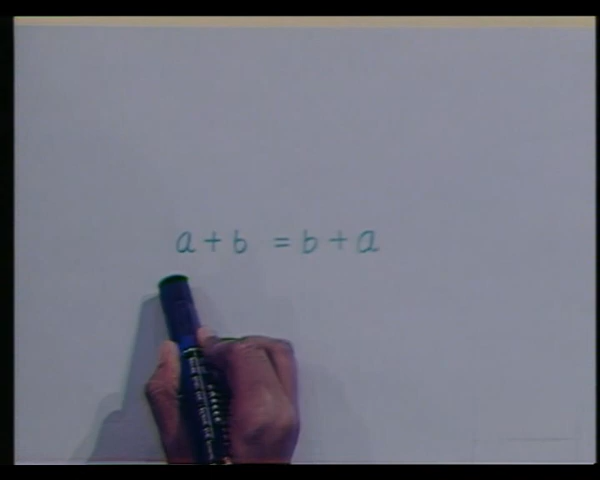 a + b = b + a